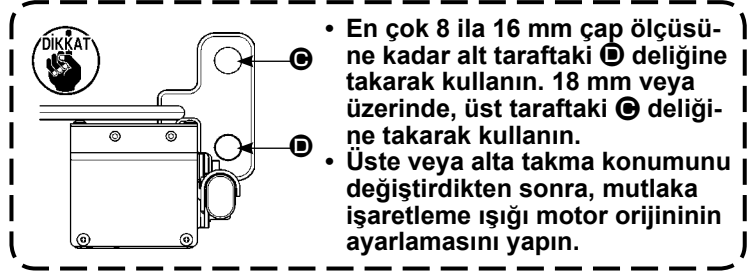 DİKKAT
C
D
• En çok 8 ila 16 mm çap ölçüsü-
ne kadar alt taraftaki D deliğine
takarak kullanın. 18 mm veya
üzerinde, üst taraftaki C deliği-
ne takarak kullanın.
• Üste veya alta takma konumunu
değiştirdikten sonra, mutlaka
işaretleme ışığı motor orijininin
ayarlamasını yapın.